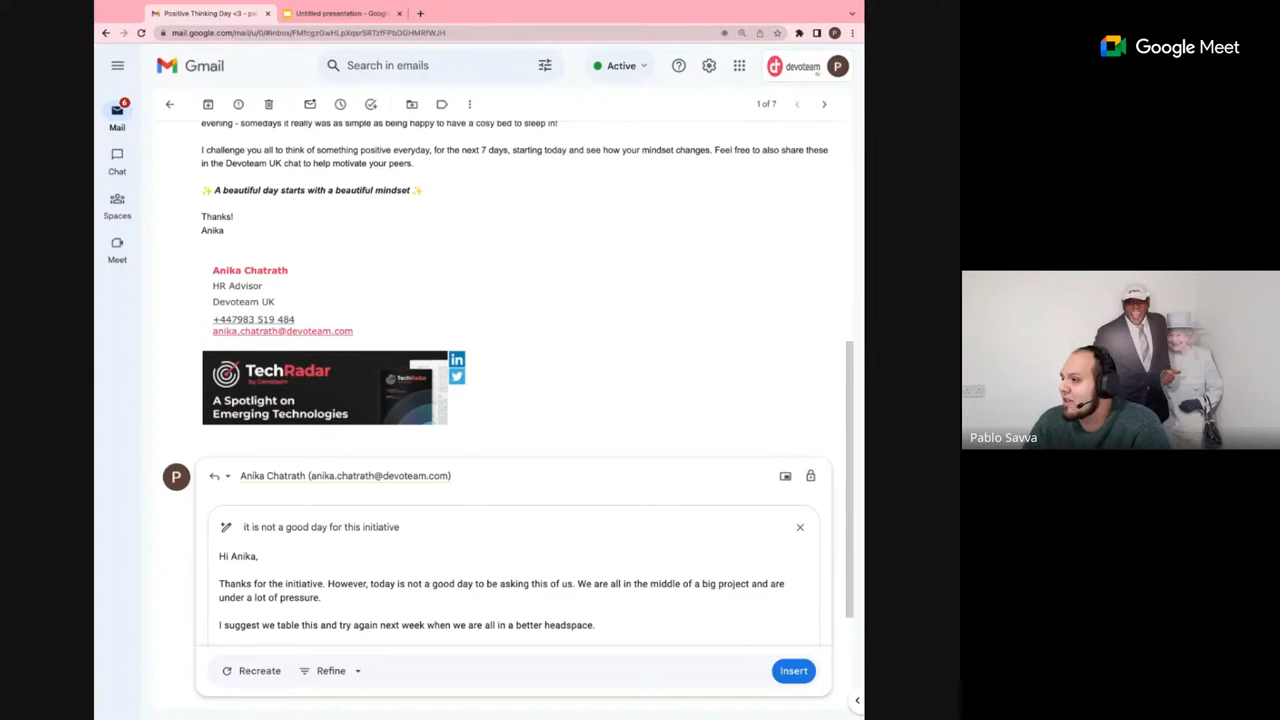 Positive Thinking Day <3 - pa
Untitled presentation - Goog
mail.google.com/mail/u/0/#inbox/FMfcgzGwHLpXqsrSRTzfFPbDGHMRfWJH
Google Meet
Gmail
Search in emails
Active
devoteam
P
6
Mail
Chat
Spaces
Meet
1 of 7
evening - somedays it really was as simple as being happy to have a cosy bed to sleep in!
I challenge you all to think of something positive everyday, for the next 7 days, starting today and see how your mindset changes. Feel free to also share these
in the Devoteam UK chat to help motivate your peers.
✨ A beautiful day starts with a beautiful mindset ✨
Thanks!
Anika
Anika Chatrath
HR Advisor
Devoteam UK
+447983 519 484
anika.chatrath@devoteam.com
TechRadar
by Devoteam
A Spotlight on
Emerging Technologies
TechRadar
in
P
Anika Chatrath (anika.chatrath@devoteam.com)
it is not a good day for this initiative
Hi Anika,
Thanks for the initiative. However, today is not a good day to be asking this of us. We are all in the middle of a big project and are
under a lot of pressure.
I suggest we table this and try again next week when we are all in a better headspace.
Recreate
Refine
Insert
Pablo Savva